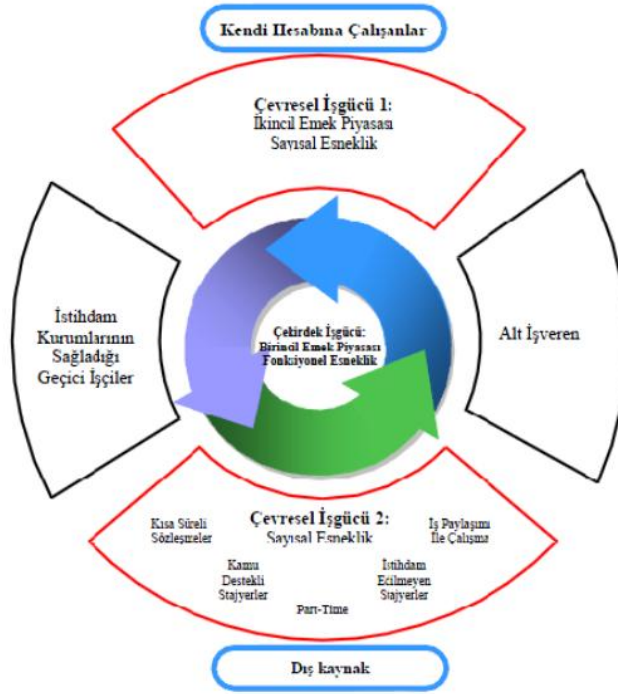 Kendi Hesabına Çalışanlar
Çevresel İşgücü 1:
İkincil Emek Piyasası
Sayısal Esneklik
İstihdam
Kurumlarının
Sağladığı
Geçici İşçiler
Çekirdek İşgücü:
Birincil Emek Piyasası
Fonksiyonel Esneklik
Alt İşveren
Çevresel İşgücü 2:
Sayısal Esneklik
Kısa Süreli
Sözleşmeler
İş Paylaşımı
İle Çalışma
Kamu
Destekli
Stajyerler
İstihdam
Edilmeyen
Stajyerler
Part-Time
Dış kaynak